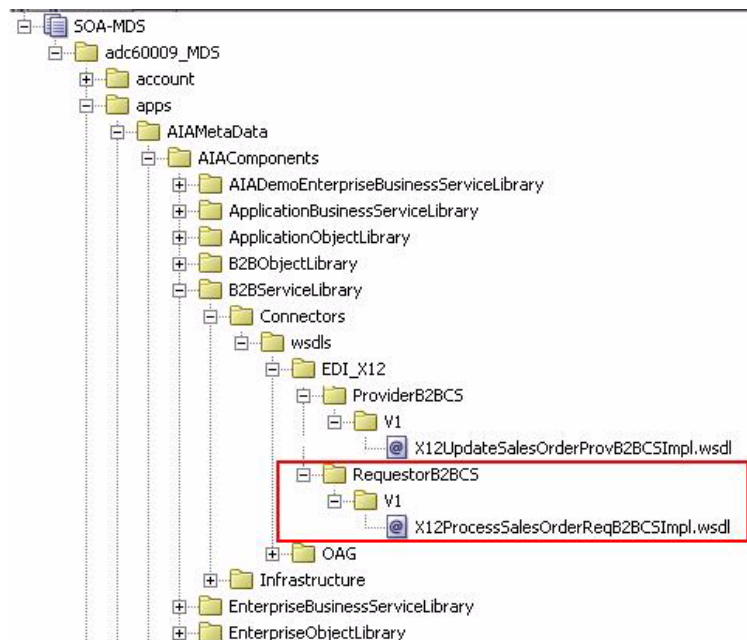 SOA-MDS
adc60009_MDS
account
apps
AIAMetaData
AIAComponents
AIADemoEnterpriseBusinessServiceLibrary
ApplicationBusinessServiceLibrary
ApplicationObjectLibrary
B2BObjectLibrary
B2BServiceLibrary
Connectors
wsdls
EDI_X12
ProviderB2BCS
V1
X12UpdateSalesOrderProvB2BCSImpl.wsdl
RequestorB2BCS
V1
X12ProcessSalesOrderReqB2BCSImpl.wsdl
OAG
Infrastructure
EnterpriseBusinessServiceLibrary
EnterpriseObjectLibrary